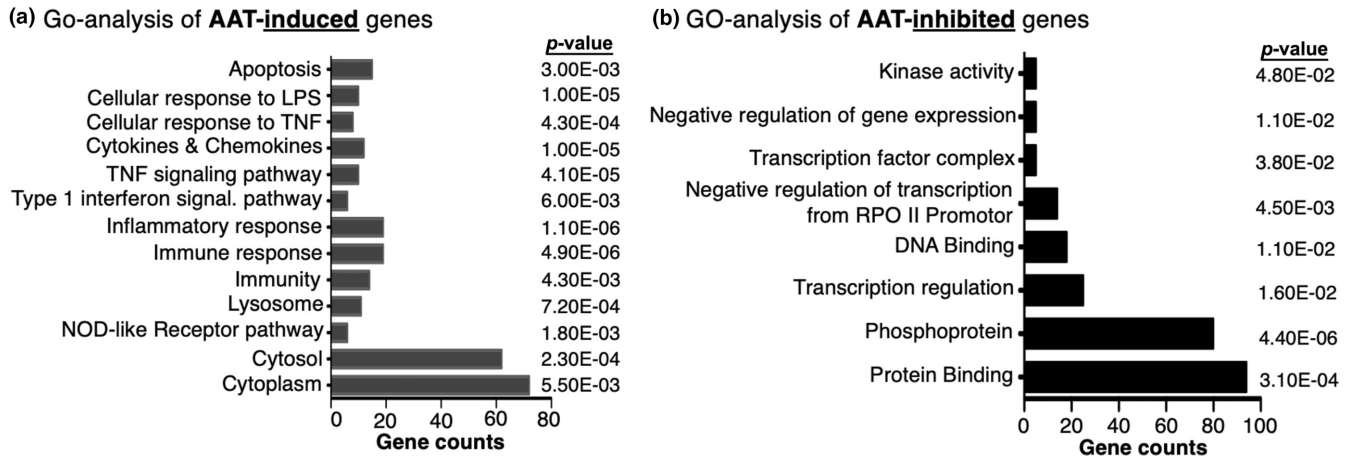 (a) Go-analysis of AAT-induced genes
p-value
Apoptosis 3.00E-03
Cellular response to LPS 1.00E-05
Cellular response to TNF 4.30E-04
Cytokines & Chemokines 1.00E-05
TNF signaling pathway 4.10E-05
Type 1 interferon signal. pathway 6.00E-03
Inflammatory response 1.10E-06
Immune response 4.90E-06
Immunity 4.30E-03
Lysosome 7.20E-04
NOD-like Receptor pathway 1.80E-03
Cytosol 2.30E-04
Cytoplasm 5.50E-03
0 20 40 60 80
Gene counts
(b) GO-analysis of AAT-inhibited genes
p-value
Kinase activity 4.80E-02
Negative regulation of gene expression 1.10E-02
Transcription factor complex 3.80E-02
Negative regulation of transcription
from RPO II Promotor 4.50E-03
DNA Binding 1.10E-02
Transcription regulation 1.60E-02
Phosphoprotein 4.40E-06
Protein Binding 3.10E-04
0 20 40 60 80 100
Gene counts